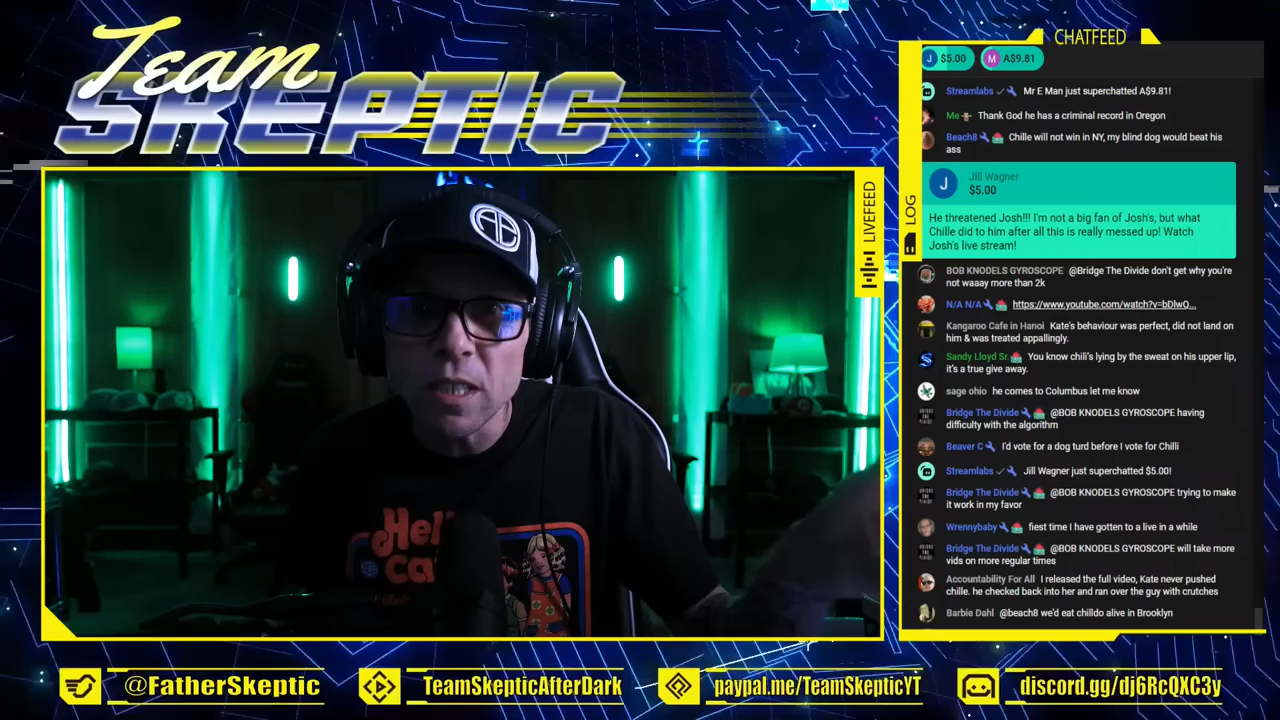 Team
SKEPTIC
CHATFEED
J $5.00 M A$9.81
Streamlabs Mr E Man just superchatted A$9.81!
Me Thank God he has a criminal record in Oregon
Beach8 Chille will not win in NY, my blind dog would beat his
ass
J Jill Wagner
$5.00
He threatened Josh!!! I'm not a big fan of Josh's, but what
Chille did to him after all this is really messed up! Watch
Josh's live stream!
BOB KNODELS GYROSCOPE @Bridge The Divide don't get why you're
not waaay more than 2k
N/A N/A https://www.youtube.com/watch?v=bDlwQ...
Kangaroo Cafe in Hanoi Kate's behaviour was perfect, did not land on
him & was treated appallingly.
Sandy Lloyd Sr. You know chili's lying by the sweat on his upper lip,
it's a true give away.
sage ohio he comes to Columbus let me know
Bridge The Divide @BOB KNODELS GYROSCOPE having
difficulty with the algorithm
Beaver C I'd vote for a dog turd before I vote for Chilli
Streamlabs Jill Wagner just superchatted $5.00!
Bridge The Divide @BOB KNODELS GYROSCOPE trying to make
it work in my favor
Wrennybaby fiest time I have gotten to a live in a while
Bridge The Divide @BOB KNODELS GYROSCOPE will take more
vids on more regular times
Accountability For All I released the full video, Kate never pushed
chille. he checked back into her and ran over the guy with crutches
Barbie Dahl @beach8 we'd eat chilldo alive in Brooklyn
LOG
LIVEFEED
@FatherSkeptic
TeamSkepticAfterDark
paypal.me/TeamSkepticYT
discord.gg/dj6RcQXC3v